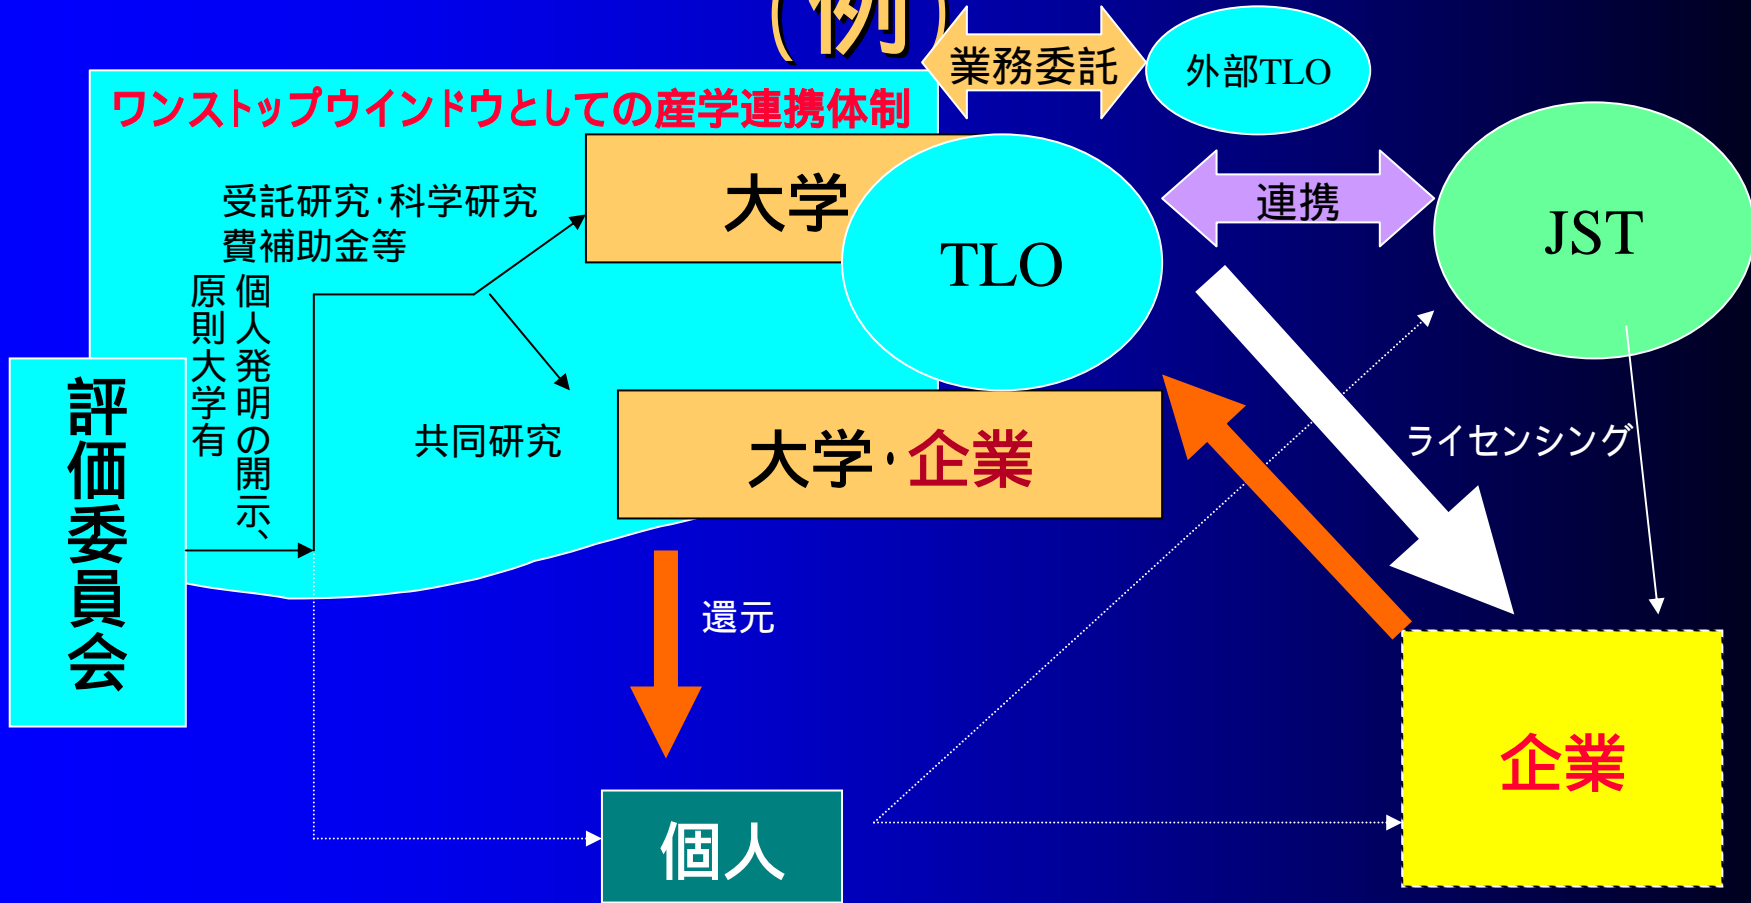 (例)
業務委託
外部TLO
ワンストップウインドウとしての産学連携体制
大学
TLO
連携
JST
受託研究・科学研究
費補助金等
個人発明の開示、
原則大学有
評価委員会
共同研究
大学・企業
ライセンシング
還元
企業
個人